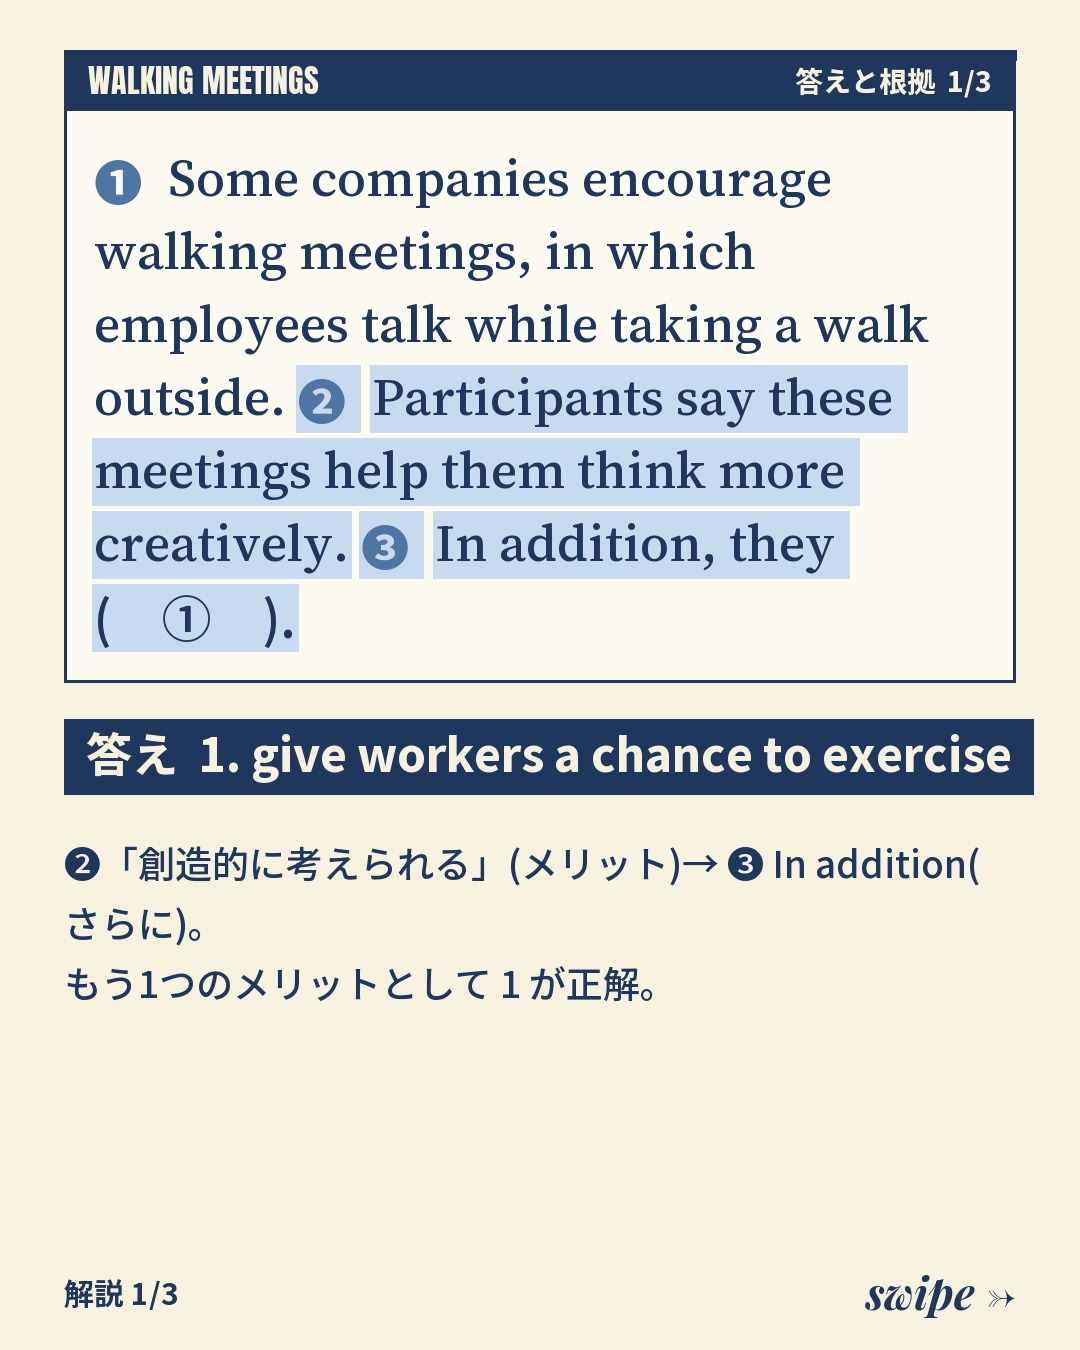 WALKING MEETINGS
答えと根拠 1/3
❶ Some companies encourage
walking meetings, in which
employees talk while taking a walk
outside. ❷ Participants say these
meetings help them think more
creatively. ❸ In addition, they
( ① ).
答え 1. give workers a chance to exercise
❷「創造的に考えられる」(メリット)→ ❸ In addition(
さらに)。
もう1つのメリットとして 1 が正解。
解説 1/3
swipe ➳